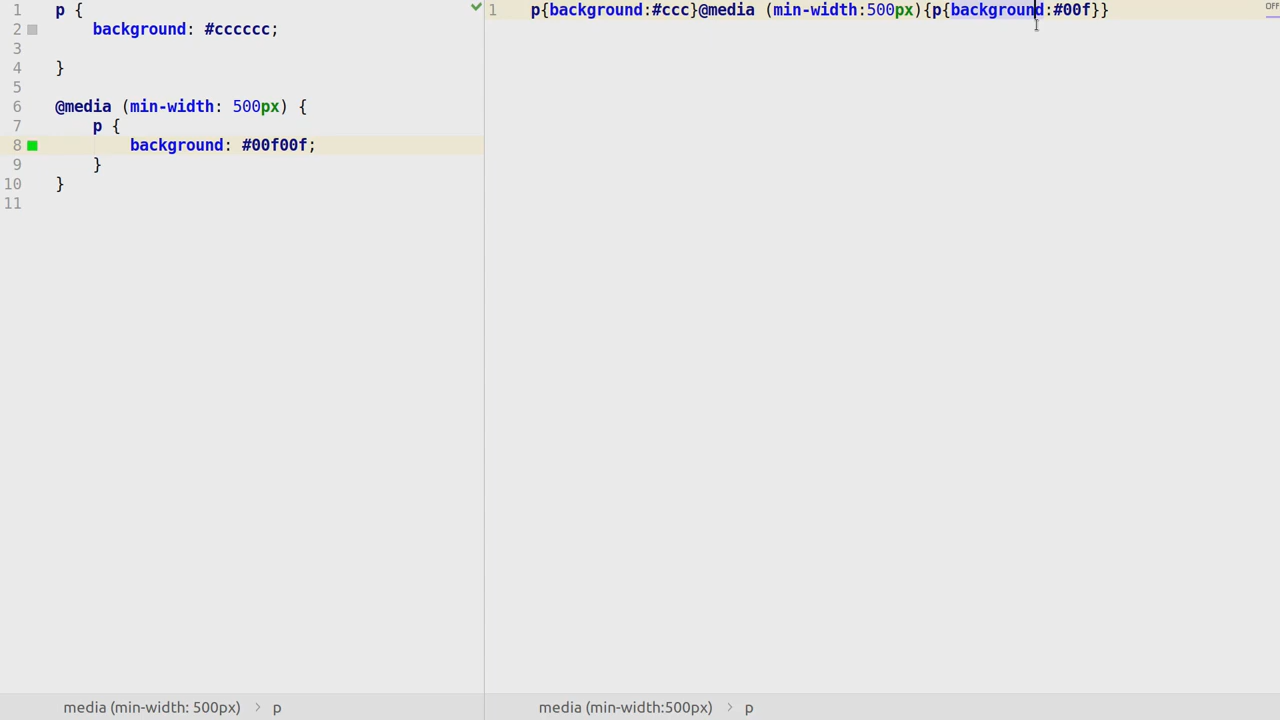 1 p {
2 background: #cccccc;
3
4 }
5
6 @media (min-width: 500px) {
7 p {
8 background: #00f00f;
9 }
10 }
11
media (min-width: 500px) > p
1 p{background:#ccc}@media (min-width:500px){p{background:#00f}}
OFF
media (min-width:500px) > p